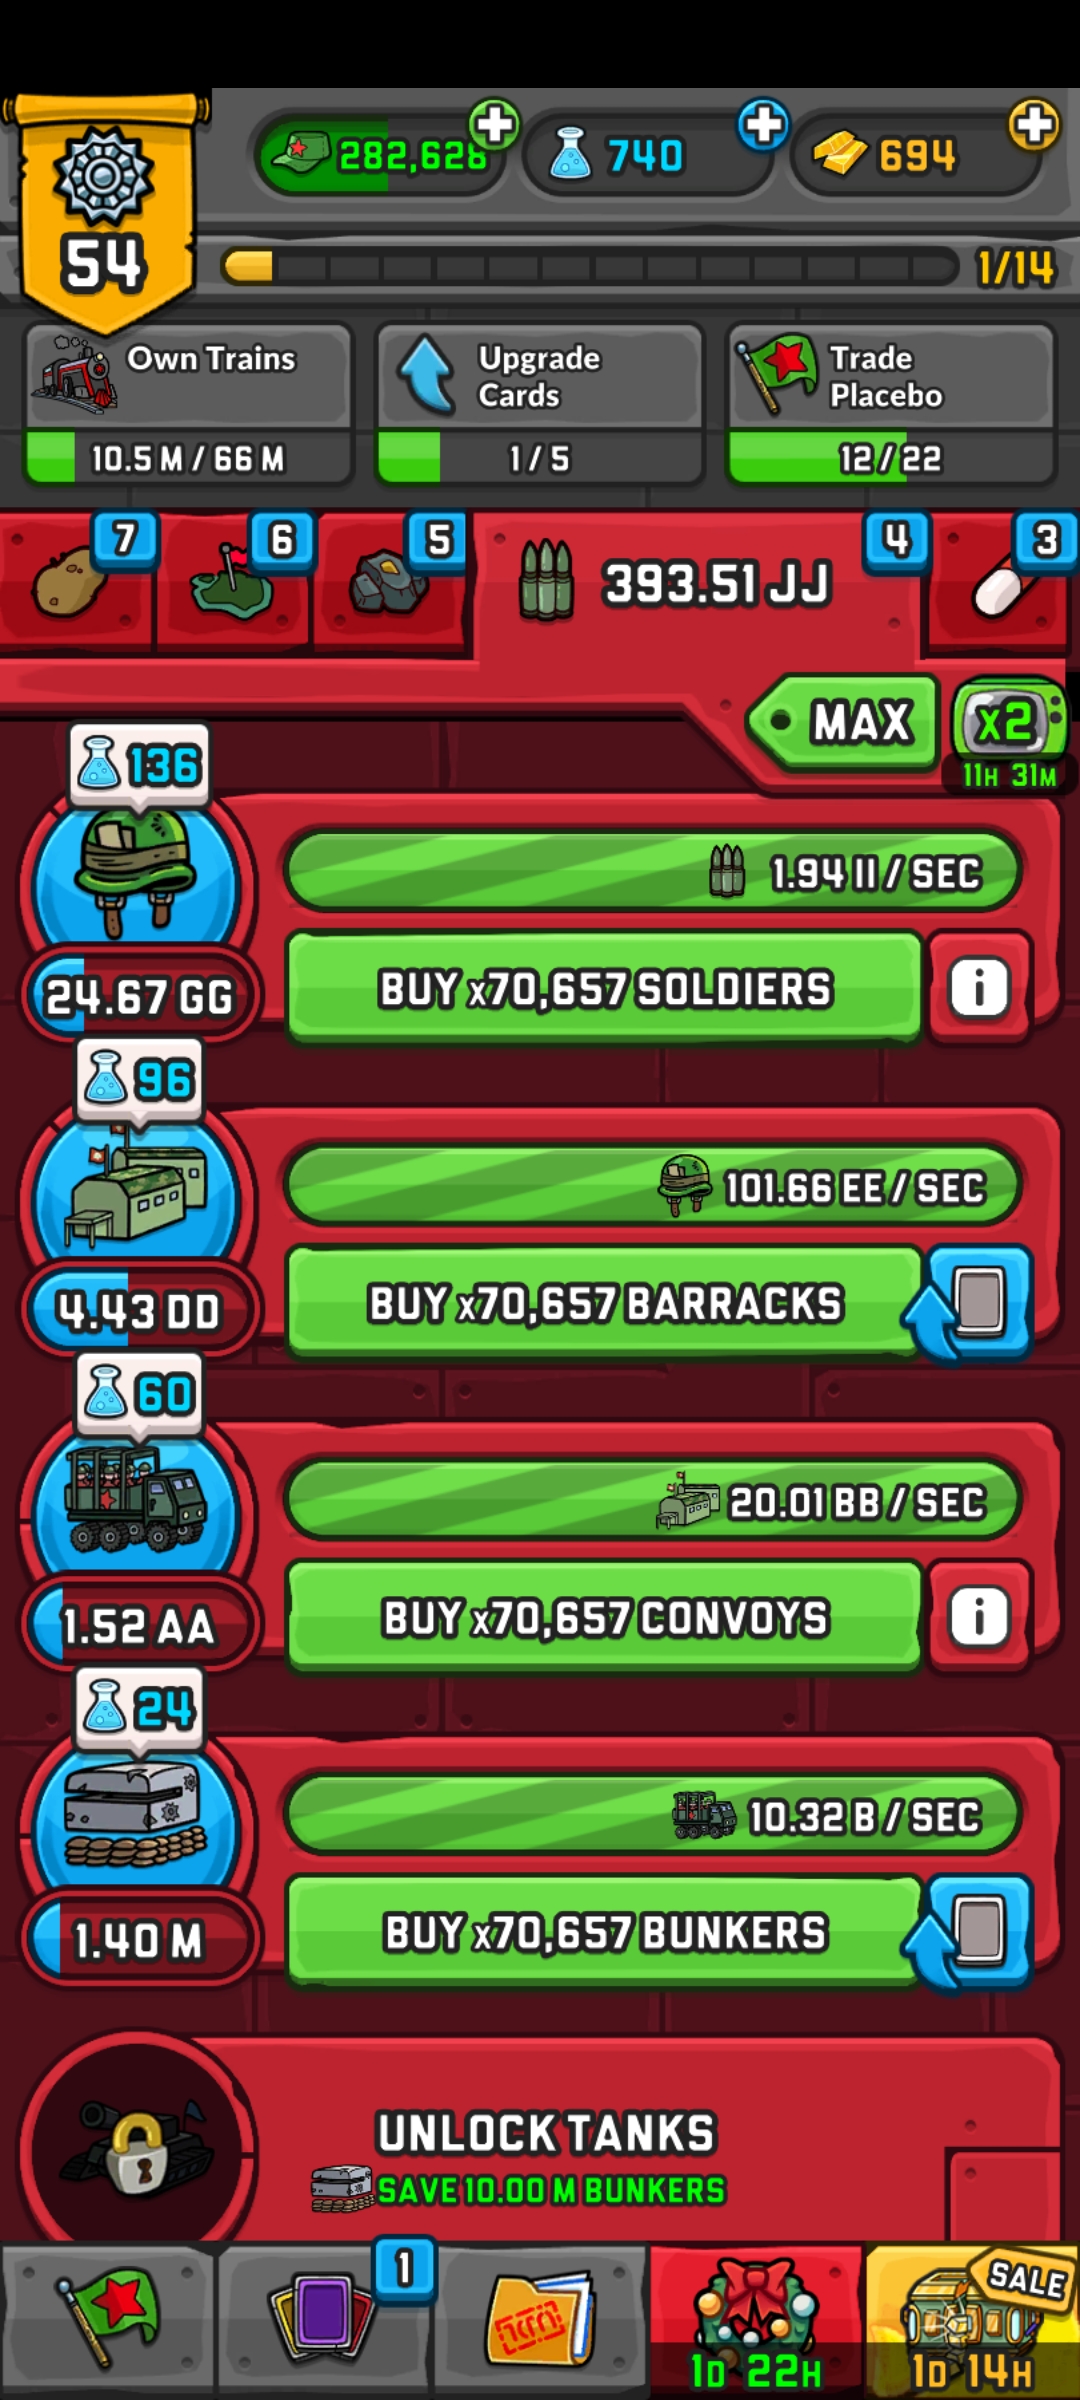 282,628
740
694
54
1/14
Own Trains
10.5 M / 66 M
Upgrade
Cards
1 / 5
Trade
Placebo
12 / 22
7
6
5
393.51 JJ
4
3
MAX
x2
11H 31M
136
1.94 II / SEC
24.67 GG
BUY x70,657 SOLDIERS
i
96
101.66 EE / SEC
4.43 DD
BUY x70,657 BARRACKS
60
20.01 BB / SEC
1.52 AA
BUY x70,657 CONVOYS
i
24
10.32 B / SEC
1.40 M
BUY x70,657 BUNKERS
UNLOCK TANKS
SAVE 10.00 M BUNKERS
1
1D 22H
SALE
1D 14H